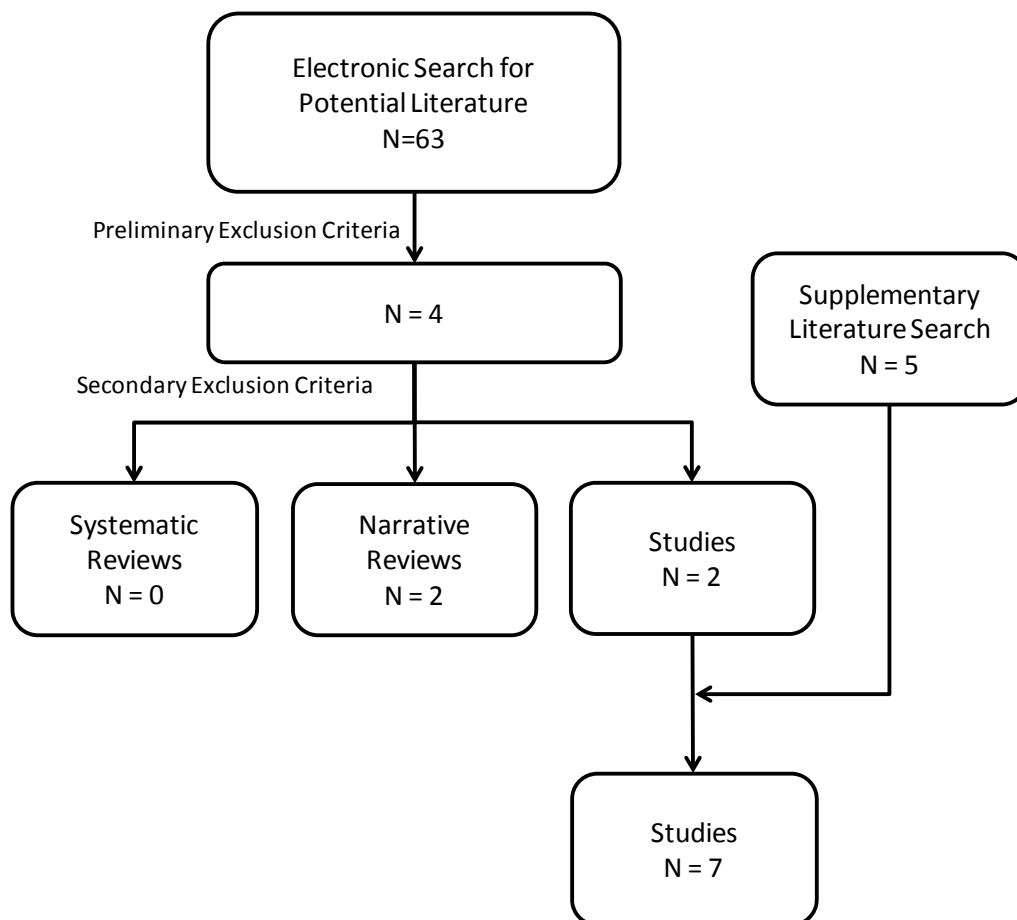 Electronic Search for
Potential Literature
N=63
Preliminary Exclusion Criteria
N = 4
Supplementary
Literature Search
N = 5
Secondary Exclusion Criteria
Systematic
Reviews
N = 0
Narrative
Reviews
N = 2
Studies
N = 2
Studies
N = 7